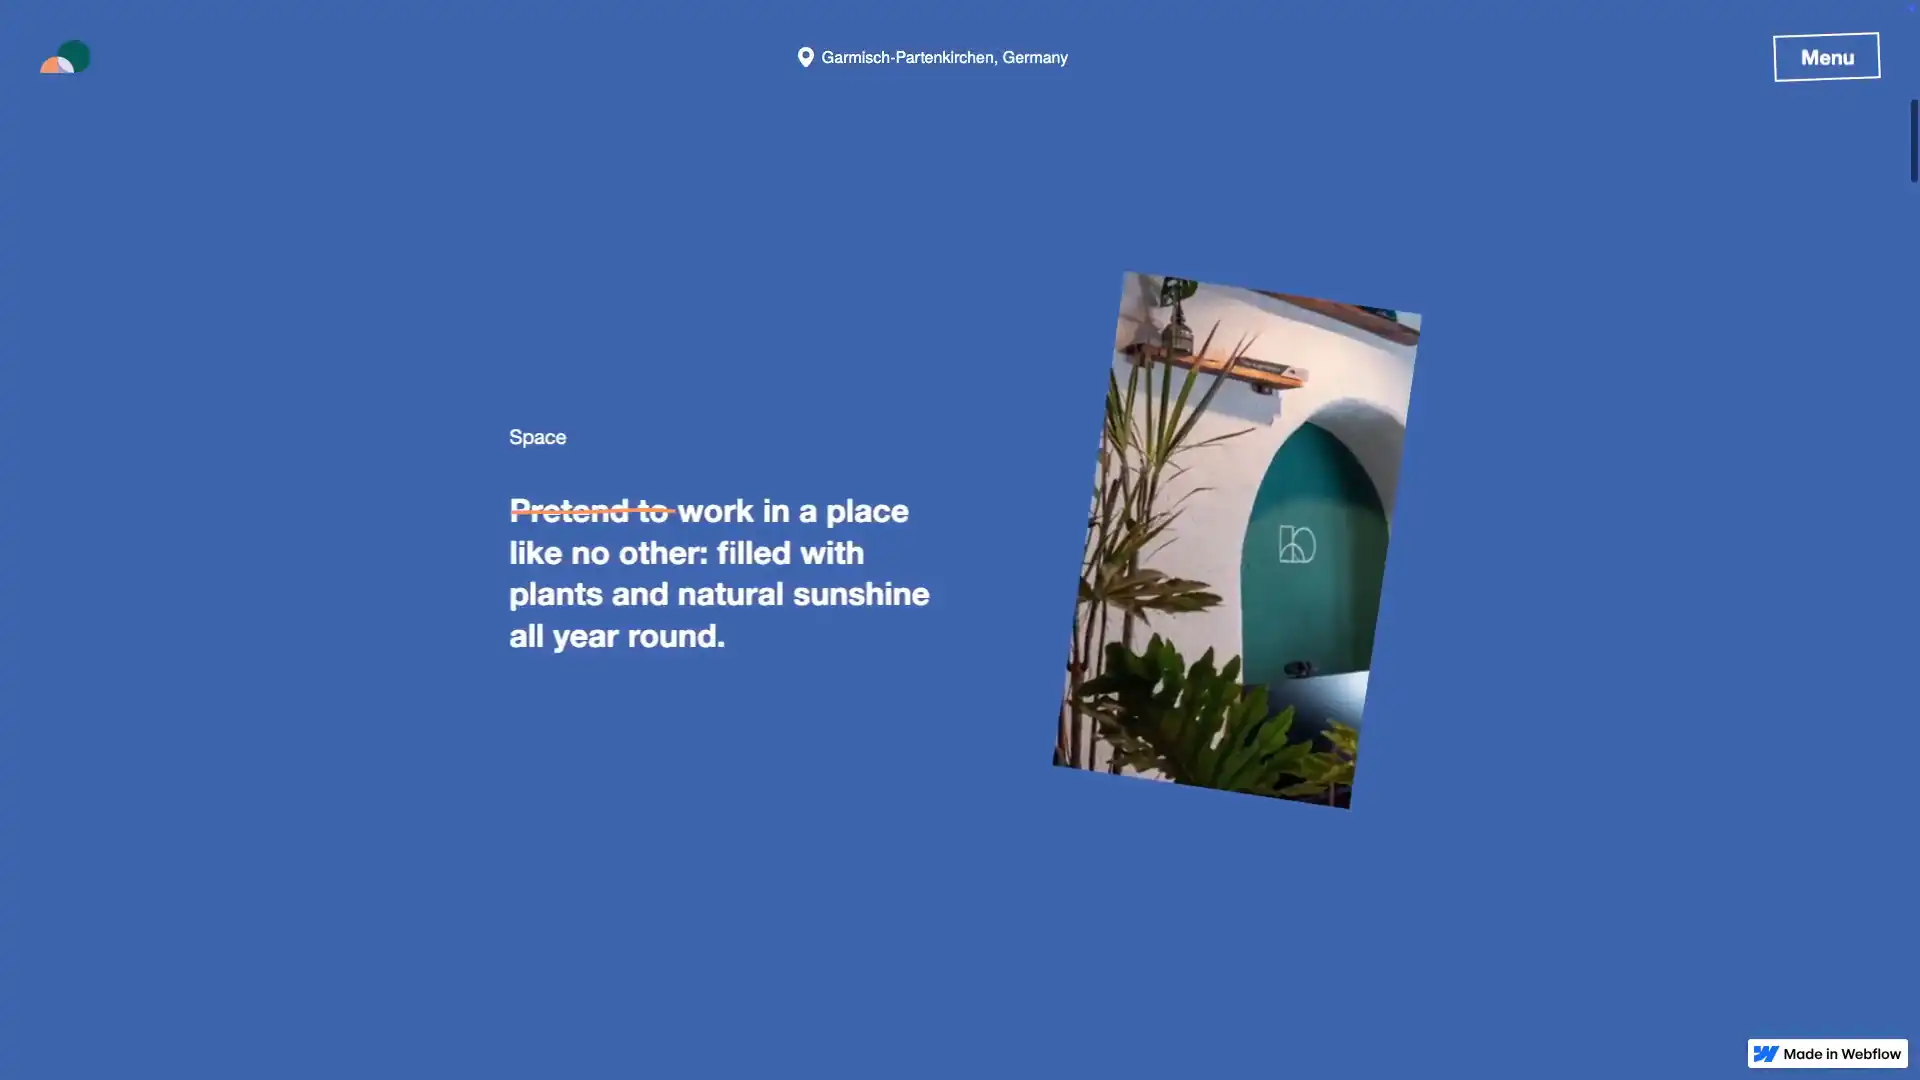 Garmisch-Partenkirchen, Germany
Menu
Space
Pretend to work in a place
like no other: filled with
plants and natural sunshine
all year round.
Made in Webflow